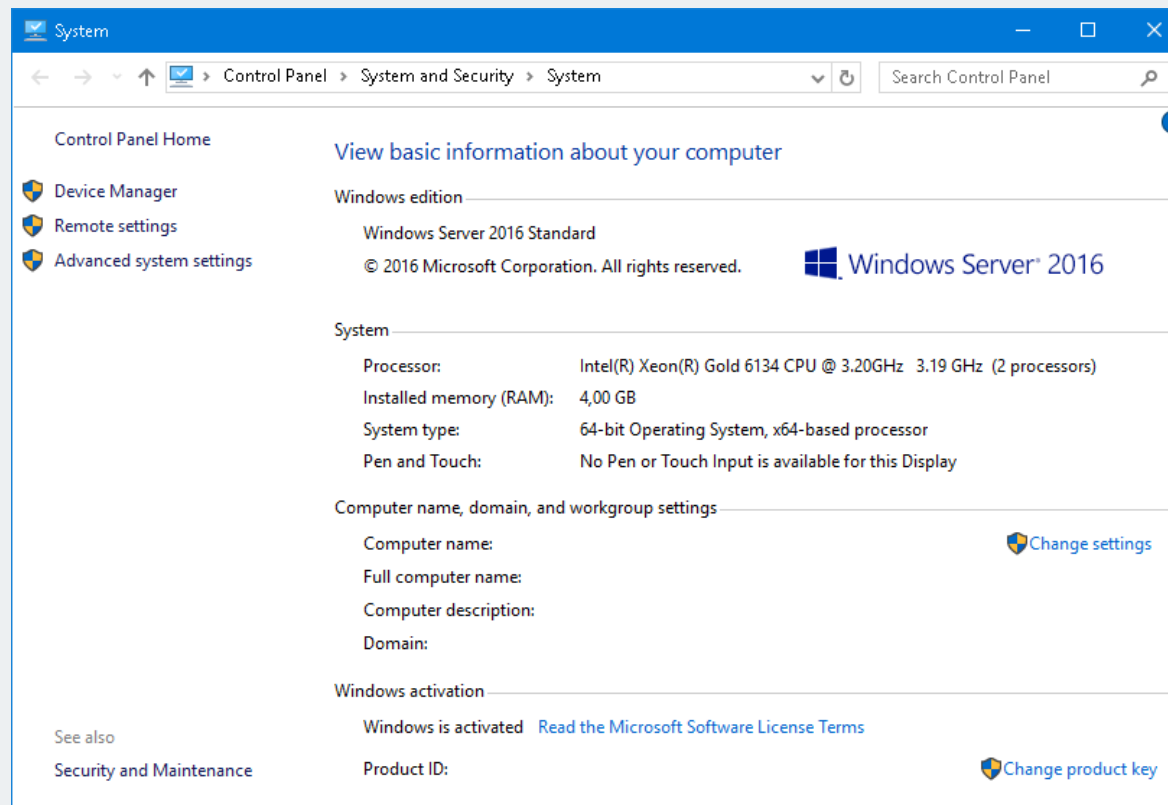 System
Control Panel > System and Security > System
Search Control Panel
Control Panel Home
Device Manager
Remote settings
Advanced system settings
View basic information about your computer
Windows edition
Windows Server 2016 Standard
© 2016 Microsoft Corporation. All rights reserved.
Windows Server® 2016
System
Processor: Intel(R) Xeon(R) Gold 6134 CPU @ 3.20GHz 3.19 GHz (2 processors)
Installed memory (RAM): 4,00 GB
System type: 64-bit Operating System, x64-based processor
Pen and Touch: No Pen or Touch Input is available for this Display
Computer name, domain, and workgroup settings
Computer name: Change settings
Full computer name:
Computer description:
Domain:
Windows activation
Windows is activated Read the Microsoft Software License Terms
Product ID: Change product key
See also
Security and Maintenance